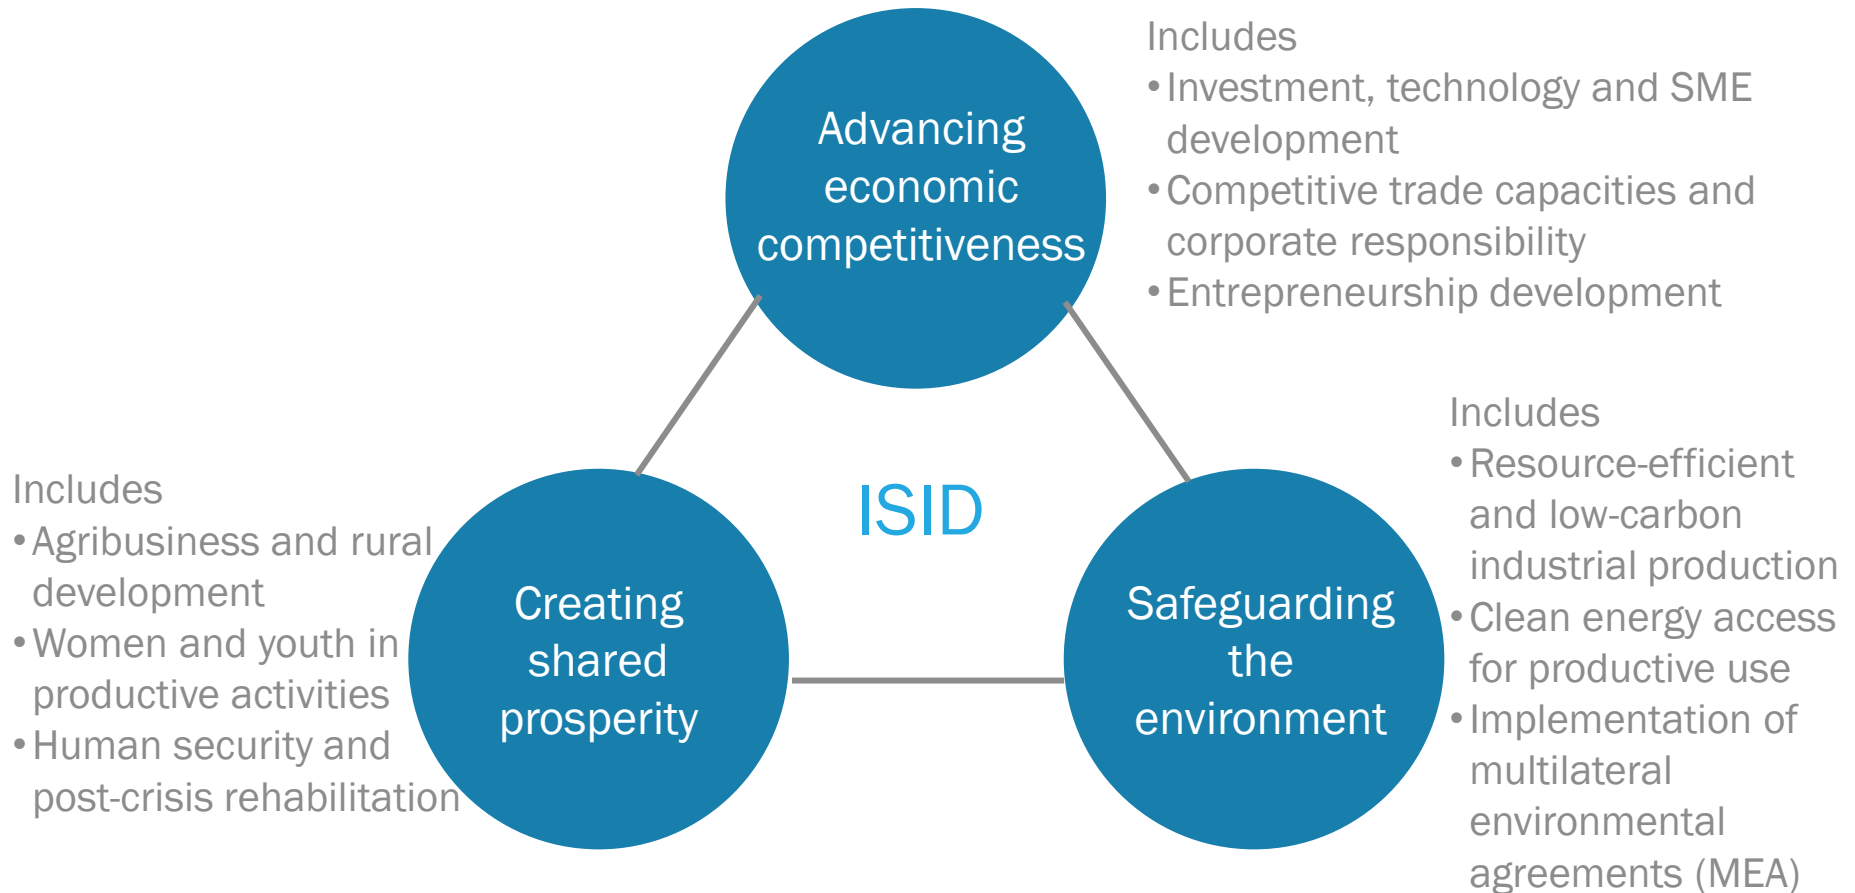 Advancing
economic
competitiveness
Includes
•Investment, technology and SME
development
•Competitive trade capacities and
corporate responsibility
•Entrepreneurship development
ISID
Includes
•Agribusiness and rural
development
•Women and youth in
productive activities
•Human security and
post-crisis rehabilitation
Creating
shared
prosperity
Safeguarding
the
environment
Includes
•Resource-efficient
and low-carbon
industrial production
•Clean energy access
for productive use
•Implementation of
multilateral
environmental
agreements (MEA)